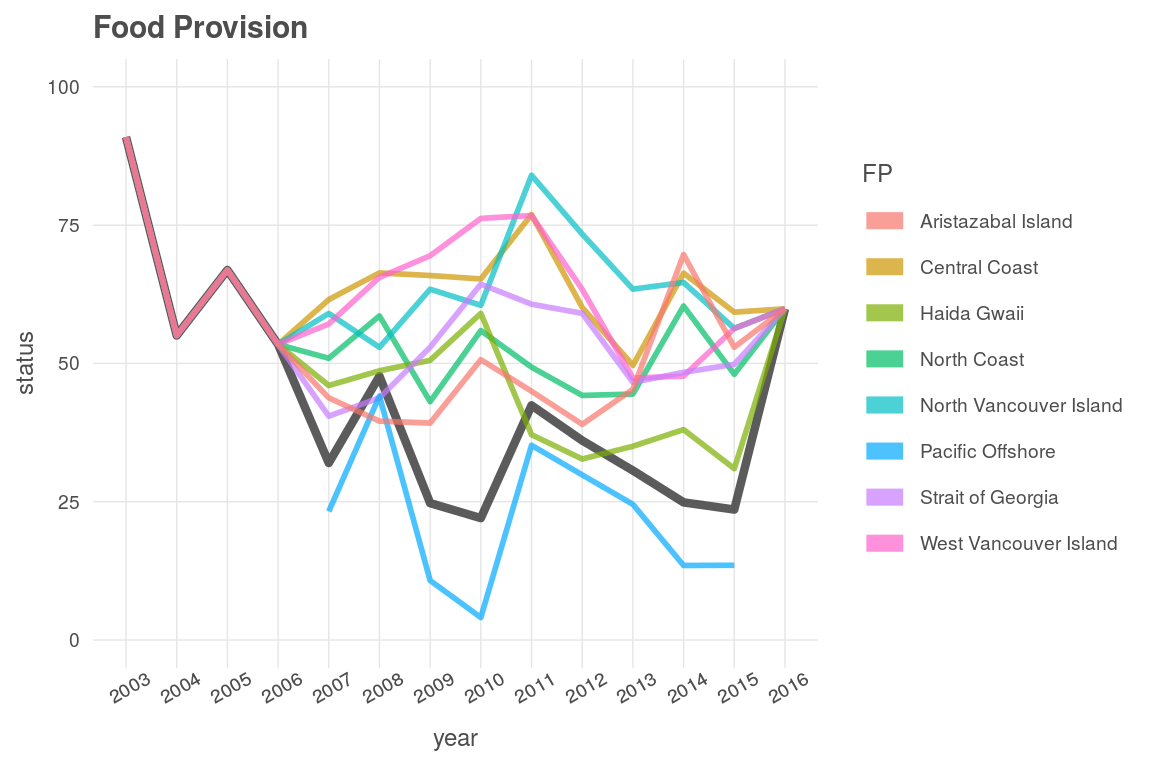 Food Provision
100
75
50
25
0
status
2003 2004 2005 2006 2007 2008 2009 2010 2011 2012 2013 2014 2015 2016
year
FP
Aristazabal Island
Central Coast
Haida Gwaii
North Coast
North Vancouver Island
Pacific Offshore
Strait of Georgia
West Vancouver Island